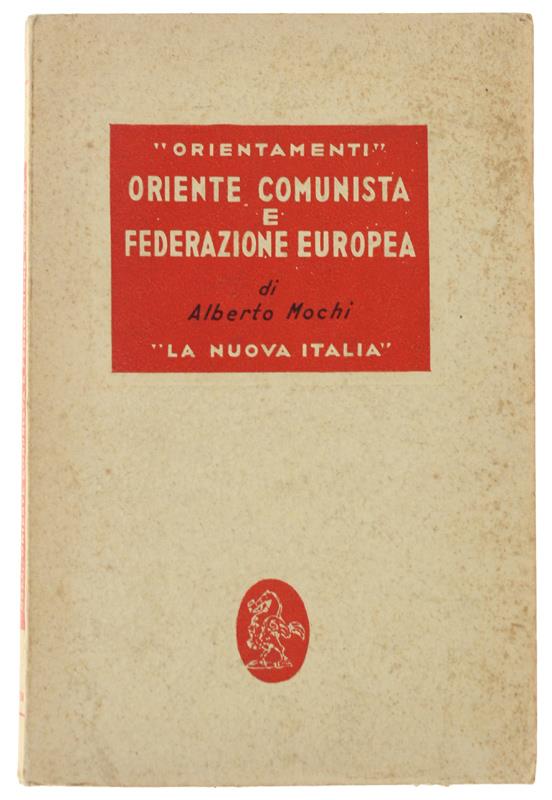 "ORIENTAMENTI"
ORIENTE COMUNISTA
E
FEDERAZIONE EUROPEA
di
Alberto Mochi
"LA NUOVA ITALIA"